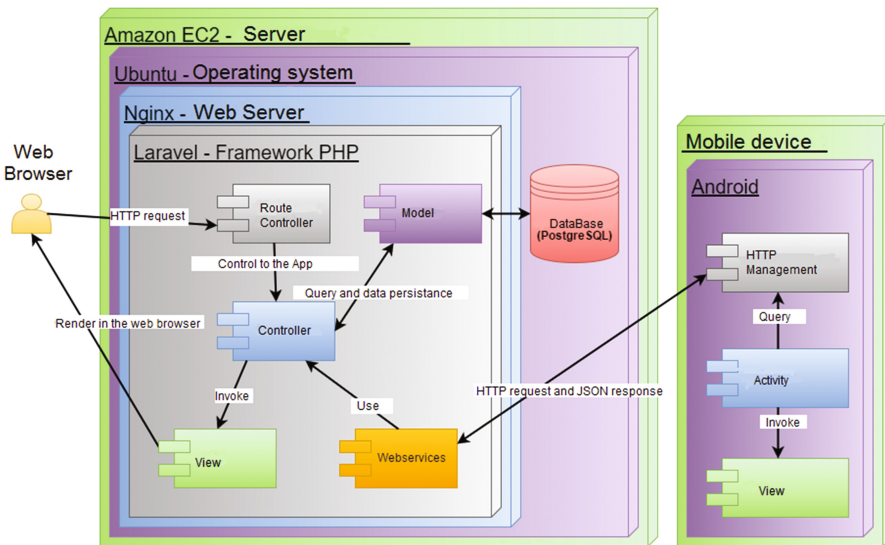 Amazon EC2 - Server
Ubuntu - Operating system
Nginx - Web Server
Laravel - Framework PHP
Web
Browser
HTTP request
Route
Controller
Model
DataBase
(PostgreSQL)
Control to the App
Query and data persistance
Render in the web browser
Controller
Invoke
Use
HTTP request and JSON response
View
Webservices
Mobile device
Android
HTTP
Management
Query
Activity
Invoke
View